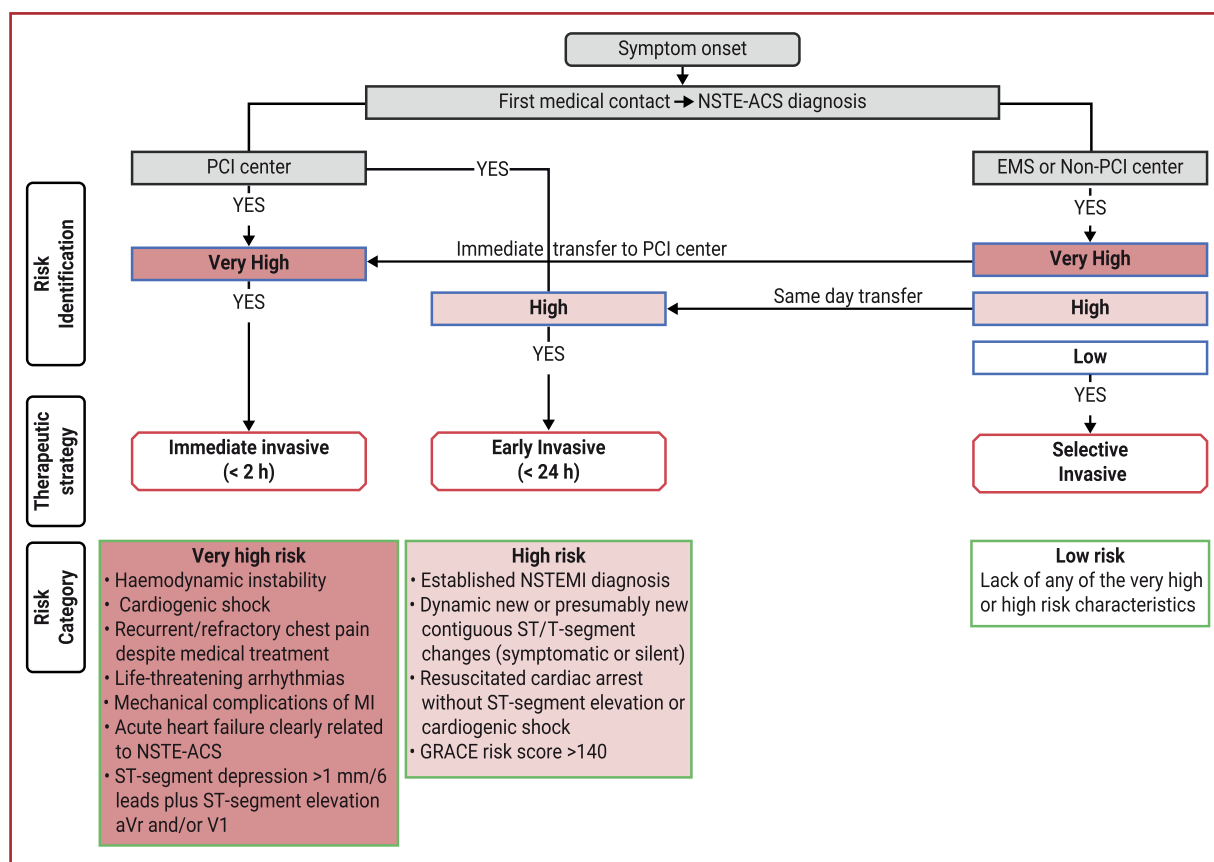 Symptom onset
First medical contact → NSTE-ACS diagnosis
PCI center
YES
EMS or Non-PCI center
YES
YES
Risk
Identification
Very High
Immediate transfer to PCI center
Very High
YES
High
Same day transfer
High
YES
Low
YES
Therapeutic
strategy
Immediate invasive
(< 2 h)
Early Invasive
(< 24 h)
Selective
Invasive
Risk
Category
Very high risk
• Haemodynamic instability
• Cardiogenic shock
• Recurrent/refractory chest pain
despite medical treatment
• Life-threatening arrhythmias
• Mechanical complications of MI
• Acute heart failure clearly related
to NSTE-ACS
• ST-segment depression >1 mm/6
leads plus ST-segment elevation
aVr and/or V1
High risk
• Established NSTEMI diagnosis
• Dynamic new or presumably new
contiguous ST/T-segment
changes (symptomatic or silent)
• Resuscitated cardiac arrest
without ST-segment elevation or
cardiogenic shock
• GRACE risk score >140
Low risk
Lack of any of the very high
or high risk characteristics